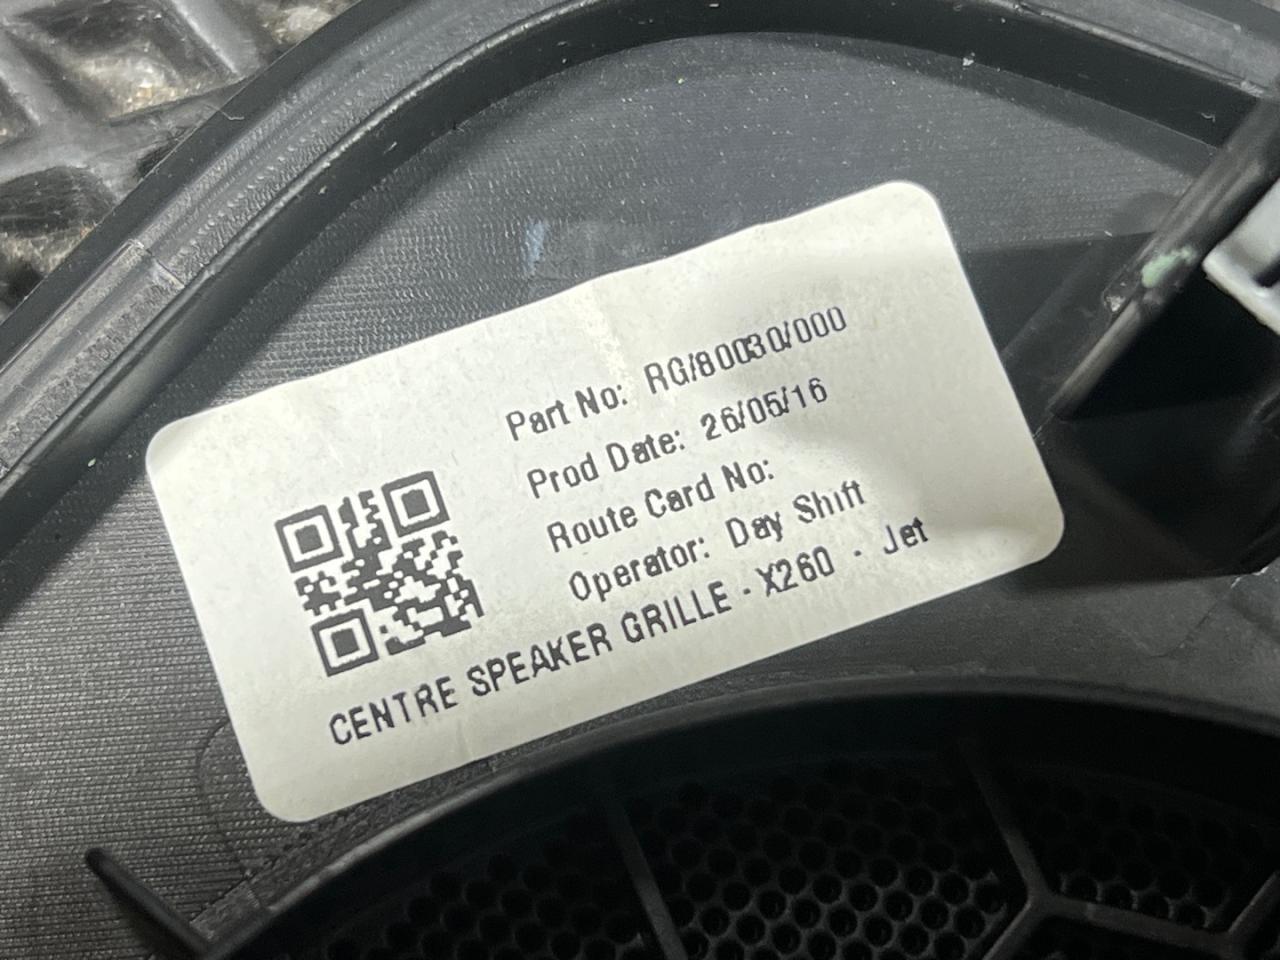 Part No: RG/80030/000
Prod Date: 26/05/16
Route Card No:
Operator: Day Shift
CENTRE SPEAKER GRILLE - X260 - Jet